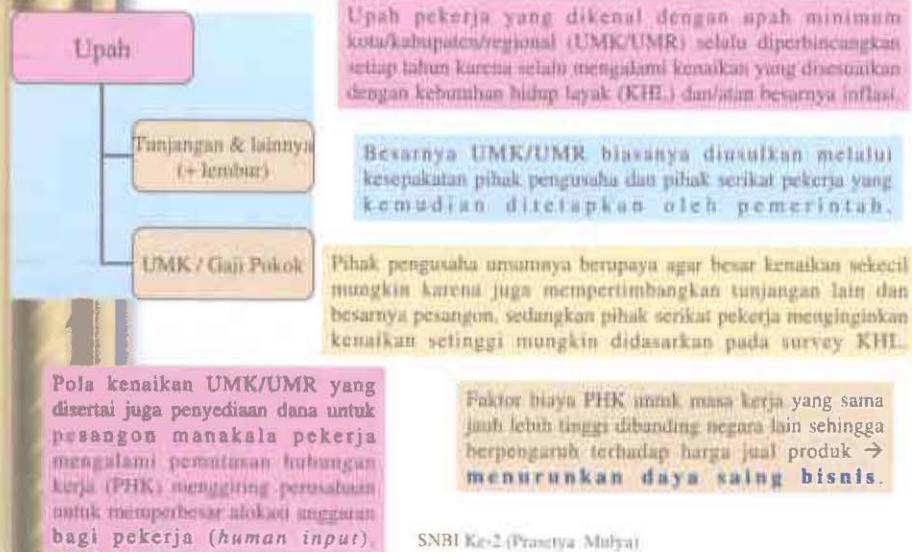 Upah
Tunjangan & lainnya
(+ lembur)
UMK / Gaji Pokok
Upah pekerja yang dikenal dengan upah minimum
kota/kabupaten/regional (UMK/UMR) selalu diperbincangkan
setiap tahun karena selalu mengalami kenaikan yang disesuaikan
dengan kebutuhan hidup layak (KHL) dan/atau besarnya inflasi.
Besarnya UMK/UMR biasanya diusulkan melalui
kesepakatan pihak pengusaha dan pihak serikat pekerja yang
kemudian ditetapkan oleh pemerintah.
Pihak pengusaha umumnya berupaya agar besar kenaikan sekecil
mungkin karena juga mempertimbangkan tunjangan lain dan
besarnya pesangon, sedangkan pihak serikat pekerja menginginkan
kenaikan setinggi mungkin didasarkan pada survey KHL.
Pola kenaikan UMK/UMR yang
disertai juga penyediaan dana untuk
pesangon manakala pekerja
mengalami pemutusan hubungan
kerja (PHK) menggiring perusahaan
untuk memperbesar alokasi anggaran
bagi pekerja (human input).
Faktor biaya PHK untuk masa kerja yang sama
jauh lebih tinggi dibanding negara lain sehingga
berpengaruh terhadap harga jual produk →
menurunkan daya saing bisnis.
SNBI Ke-2 (Prasetya Mulya)